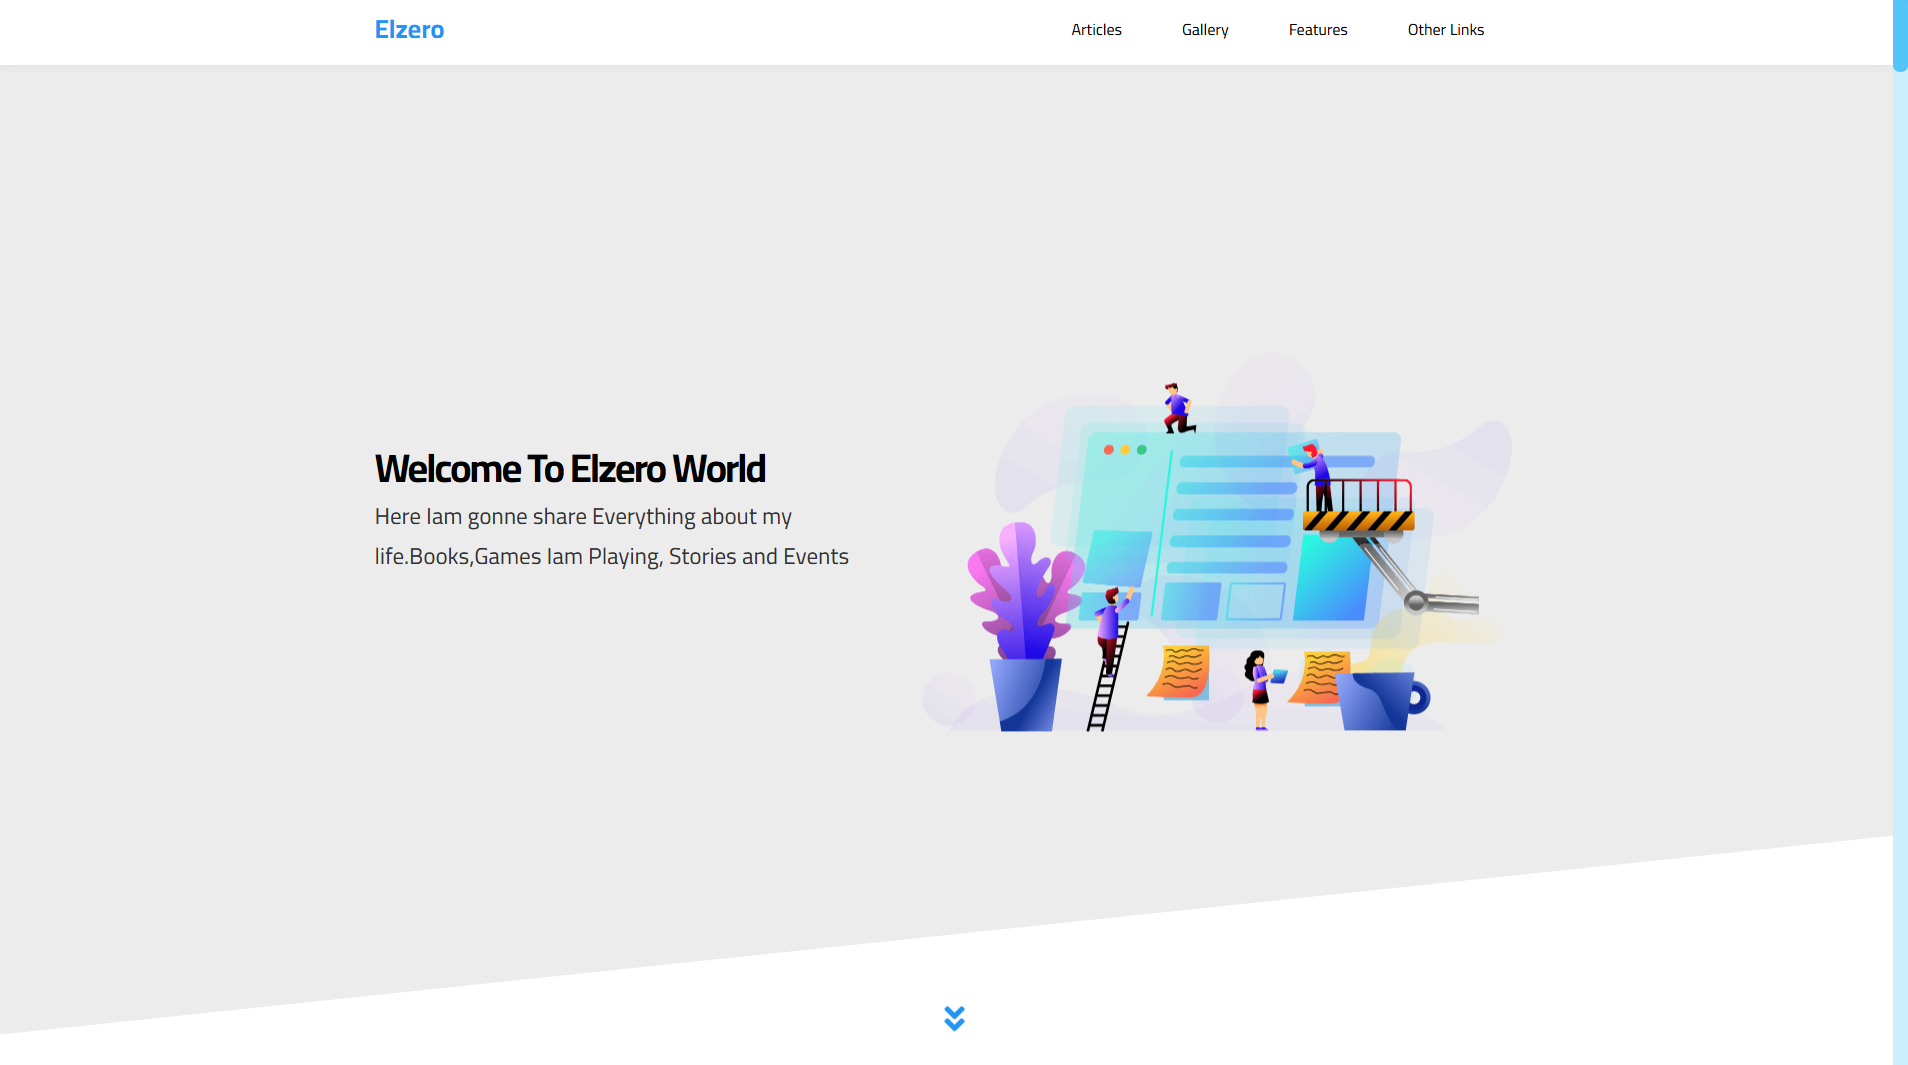 Elzero
Articles
Gallery
Features
Other Links
Welcome To Elzero World
Here Iam gonne share Everything about my
life.Books,Games Iam Playing, Stories and Events